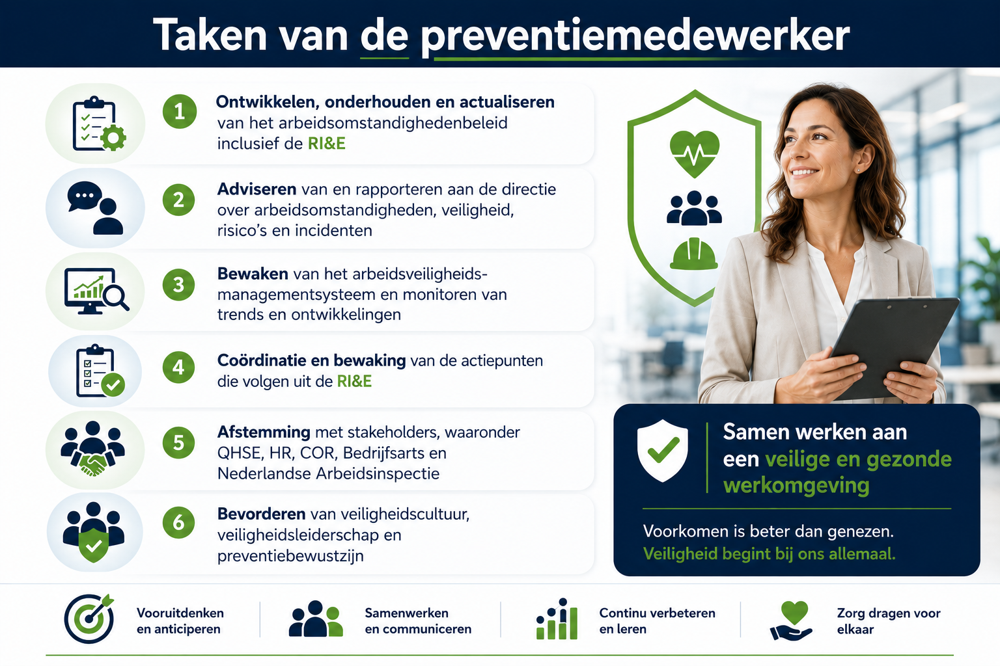 Taken van de preventiemedewerker
1
Ontwikkelen, onderhouden en actualiseren
van het arbeidsomstandighedenbeleid
inclusief de RI&E
2
Adviseren van en rapporteren aan de directie
over arbeidsomstandigheden, veiligheid,
risico's en incidenten
3
Bewaken van het arbeidsveiligheids-
managementsysteem en monitoren van
trends en ontwikkelingen
4
Coördinatie en bewaking van de actiepunten
die volgen uit de RI&E
5
Afstemming met stakeholders, waaronder
QHSE, HR, COR, Bedrijfsarts en
Nederlandse Arbeidsinspectie
6
Bevorderen van veiligheidscultuur,
veiligheidsleiderschap en
preventiebewustzijn
Samen werken aan
een veilige en gezonde
werkomgeving
Voorkomen is beter dan genezen.
Veiligheid begint bij ons allemaal.
Vooruitdenken
en anticiperen
Samenwerken
en communiceren
Continu verbeteren
en leren
Zorg dragen voor
elkaar